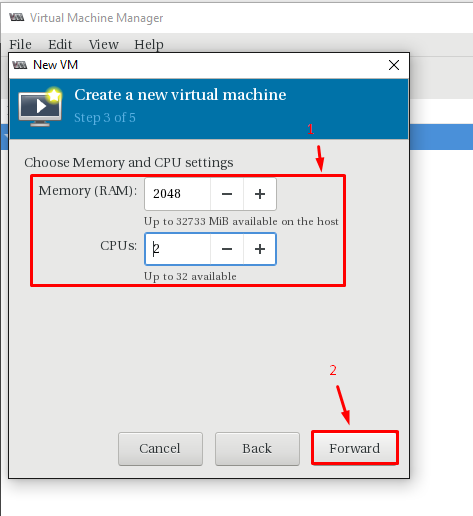 Virtual Machine Manager
File Edit View Help
New VM
Create a new virtual machine
Step 3 of 5
1
Choose Memory and CPU settings
Memory (RAM): 2048 − +
Up to 32733 MiB available on the host
CPUs: 2 − +
Up to 32 available
2
Cancel Back Forward